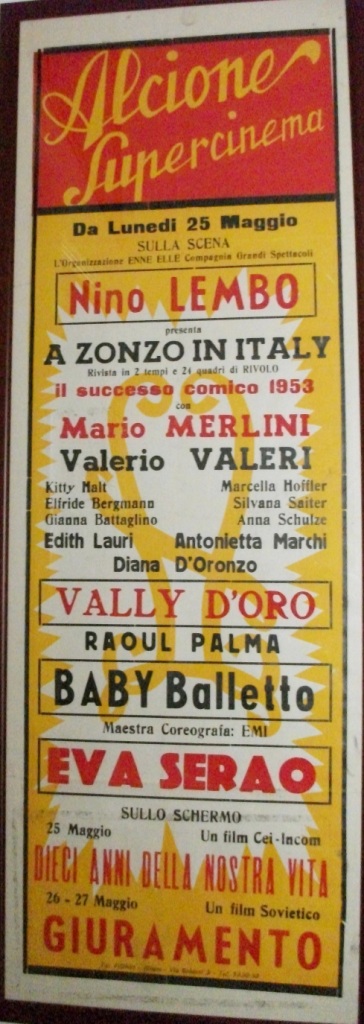 Alcione
Supercinema
Da Lunedì 25 Maggio
SULLA SCENA
L'Organizzazione ENNE ELLE Compagnia Grandi Spettacoli
Nino LEMBO
presenta
A ZONZO IN ITALY
Rivista in 2 tempi e 24 quadri di RIVOLO
il successo comico 1953
con
Mario MERLINI
Valerio VALERI
Kitty Halt Marcella Hoffler
Elfride Bergmann Silvana Saiter
Gianna Battaglino Anna Schulze
Edith Lauri Antonietta Marchi
Diana D'Oronzo
VALLY D'ORO
RAOUL PALMA
BABY Balletto
Maestra Coreografa: EMI
EVA SERAO
SULLO SCHERMO
25 Maggio Un film Cei-Incom
DIECI ANNI DELLA NOSTRA VITA
26 - 27 Maggio Un film Sovietico
GIURAMENTO